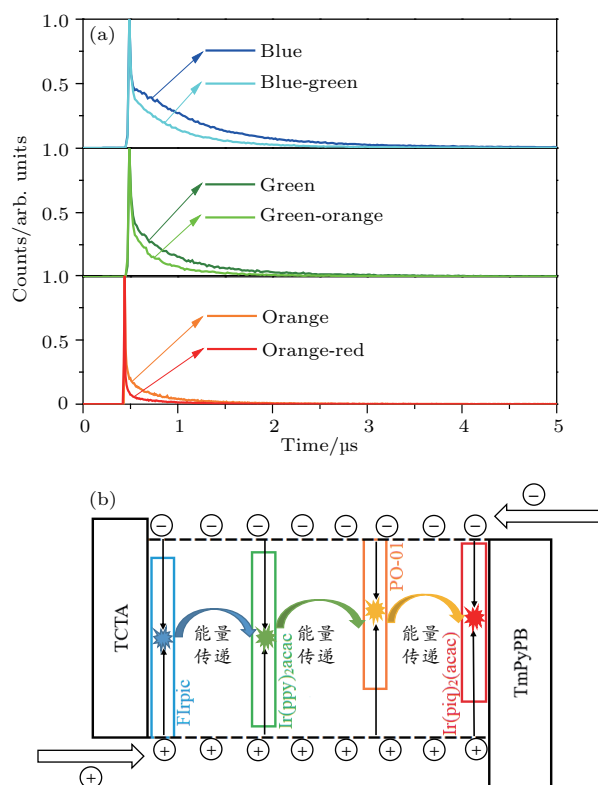 (a)
Counts/arb. units
1.0
0.5
1.0
0.5
1.0
0.5
0
Blue
Blue-green
Green
Green-orange
Orange
Orange-red
0 1 2 3 4 5
Time/µs
(b)
TCTA
FIrpic
能量
传递
Ir(ppy)2acac
能量
传递
PO-01
能量
传递
Ir(piq)2(acac)
TmPyPB